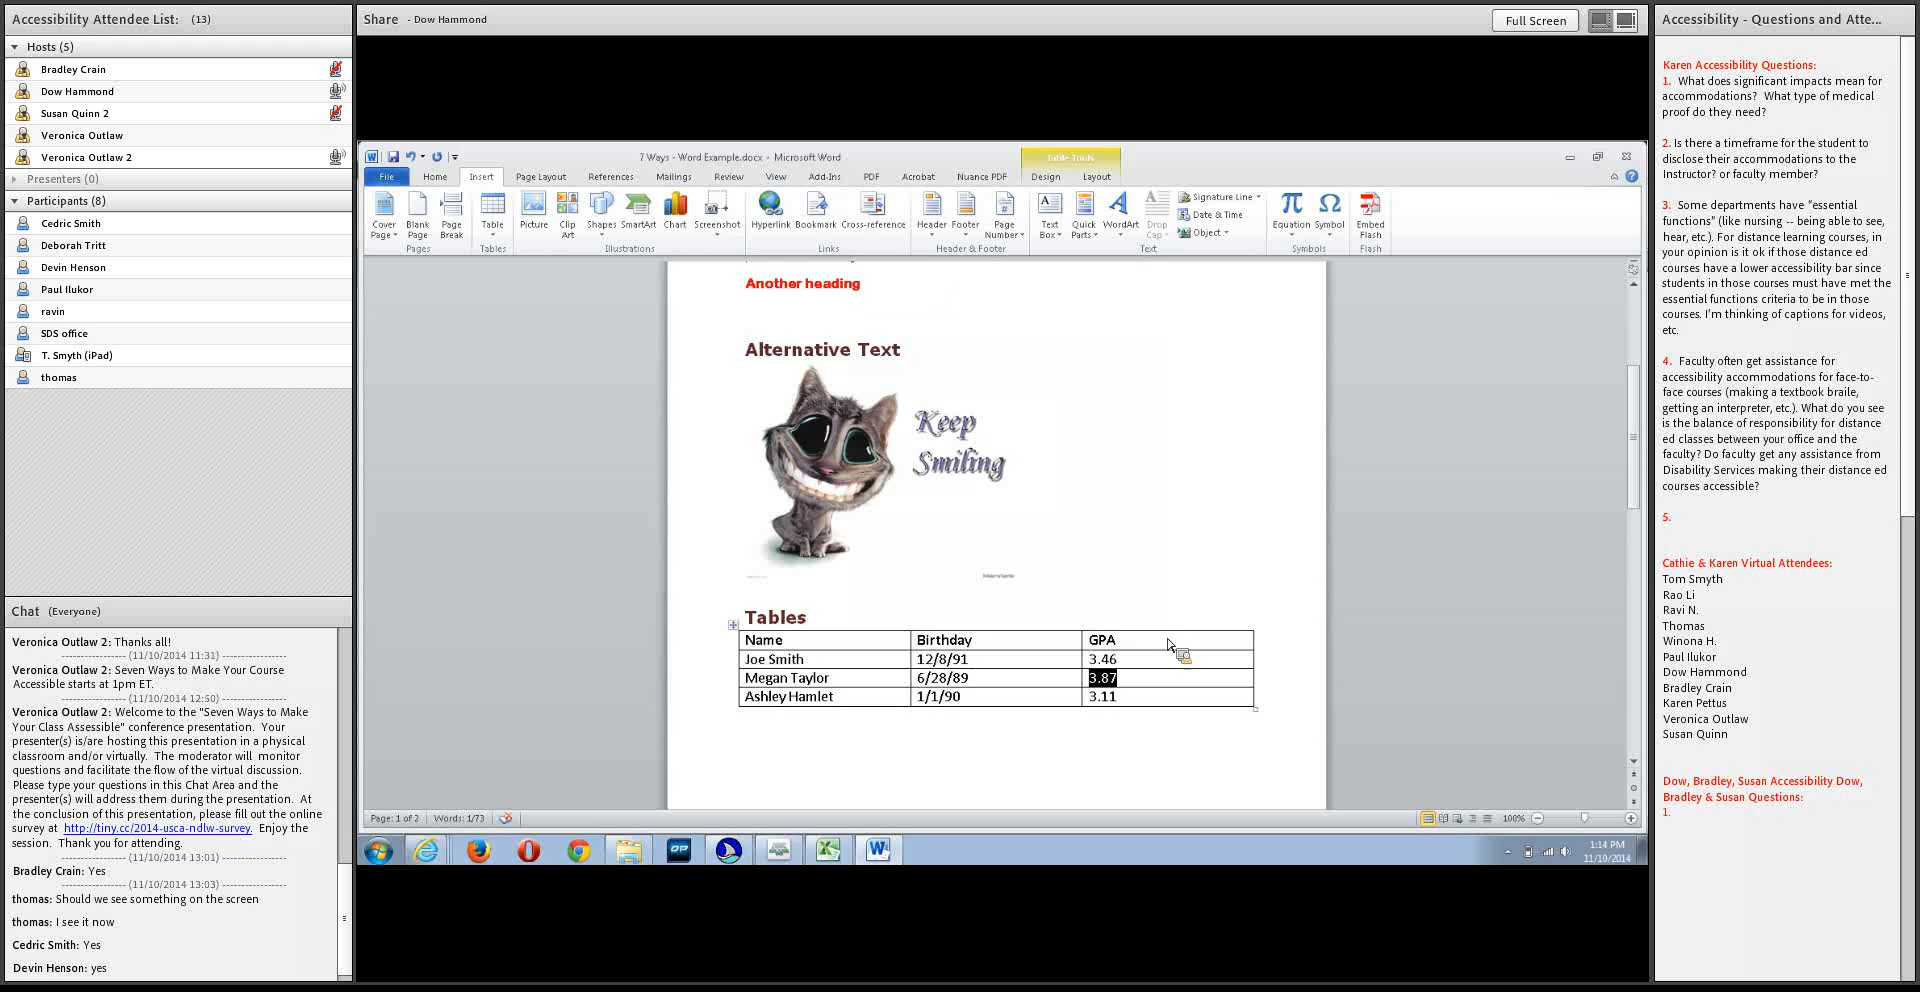 Accessibility Attendee List: (13)
Hosts (5)
Bradley Crain
Dow Hammond
Susan Quinn 2
Veronica Outlaw
Veronica Outlaw 2
Presenters (0)
Participants (8)
Cedric Smith
Deborah Tritt
Devin Henson
Paul Ilukor
ravin
SDS office
T. Smyth (iPad)
thomas
Chat (Everyone)
Veronica Outlaw 2: Thanks all!
------------------ (11/10/2014 11:31) ------------------
Veronica Outlaw 2: Seven Ways to Make Your Course
Accessible starts at 1pm ET.
------------------ (11/10/2014 12:50) ------------------
Veronica Outlaw 2: Welcome to the "Seven Ways to Make
Your Class Assessible" conference presentation. Your
presenter(s) is/are hosting this presentation in a physical
classroom and/or virtually. The moderator will monitor
questions and facilitate the flow of the virtual discussion.
Please type your questions in this Chat Area and the
presenter(s) will address them during the presentation. At
the conclusion of this presentation, please fill out the online
survey at http://tiny.cc/2014-usca-ndlw-survey. Enjoy the
session. Thank you for attending.
------------------ (11/10/2014 13:01) ------------------
Bradley Crain: Yes
------------------ (11/10/2014 13:03) ------------------
thomas: Should we see something on the screen
thomas: I see it now
Cedric Smith: Yes
Devin Henson: yes
Share - Dow Hammond
Full Screen
7 Ways - Word Example.docx - Microsoft Word
Table Tools
File Home Insert Page Layout References Mailings Review View Add-Ins PDF Acrobat Nuance PDF Design Layout
Cover Page Blank Page Page Break Table Picture Clip Art Shapes SmartArt Chart Screenshot Hyperlink Bookmark Cross-reference Header Footer Page Number Text Box Quick Parts WordArt Drop Cap Signature Line Date & Time Object Equation Symbol Embed Flash
Pages Tables Illustrations Links Header & Footer Text Symbols Flash
Another heading
Alternative Text
Keep
Smiling
Tables
Name Birthday GPA
Joe Smith 12/8/91 3.46
Megan Taylor 6/28/89 3.87
Ashley Hamlet 1/1/90 3.11
Page: 1 of 2 Words: 1/73 100%
OP
1:14 PM
11/10/2014
Accessibility - Questions and Atte...
Karen Accessibility Questions:
1. What does significant impacts mean for
accommodations? What type of medical
proof do they need?
2. Is there a timeframe for the student to
disclose their accommodations to the
Instructor? or faculty member?
3. Some departments have "essential
functions" (like nursing -- being able to see,
hear, etc.). For distance learning courses, in
your opinion is it ok if those distance ed
courses have a lower accessibility bar since
students in those courses must have met the
essential functions criteria to be in those
courses. I'm thinking of captions for videos,
etc.
4. Faculty often get assistance for
accessibility accommodations for face-to-
face courses (making a textbook braile,
getting an interpreter, etc.). What do you see
is the balance of responsibility for distance
ed classes between your office and the
faculty? Do faculty get any assistance from
Disability Services making their distance ed
courses accessible?
5.
Cathie & Karen Virtual Attendees:
Tom Smyth
Rao Li
Ravi N.
Thomas
Winona H.
Paul Ilukor
Dow Hammond
Bradley Crain
Karen Pettus
Veronica Outlaw
Susan Quinn
Dow, Bradley, Susan Accessibility Dow,
Bradley & Susan Questions:
1.